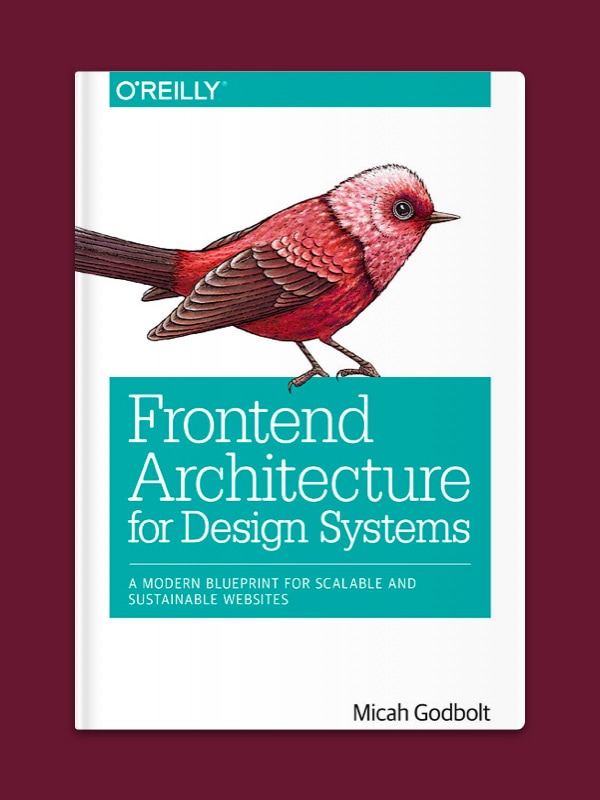 O'REILLY®
Frontend
Architecture
for Design Systems
A MODERN BLUEPRINT FOR SCALABLE AND
SUSTAINABLE WEBSITES
Micah Godbolt